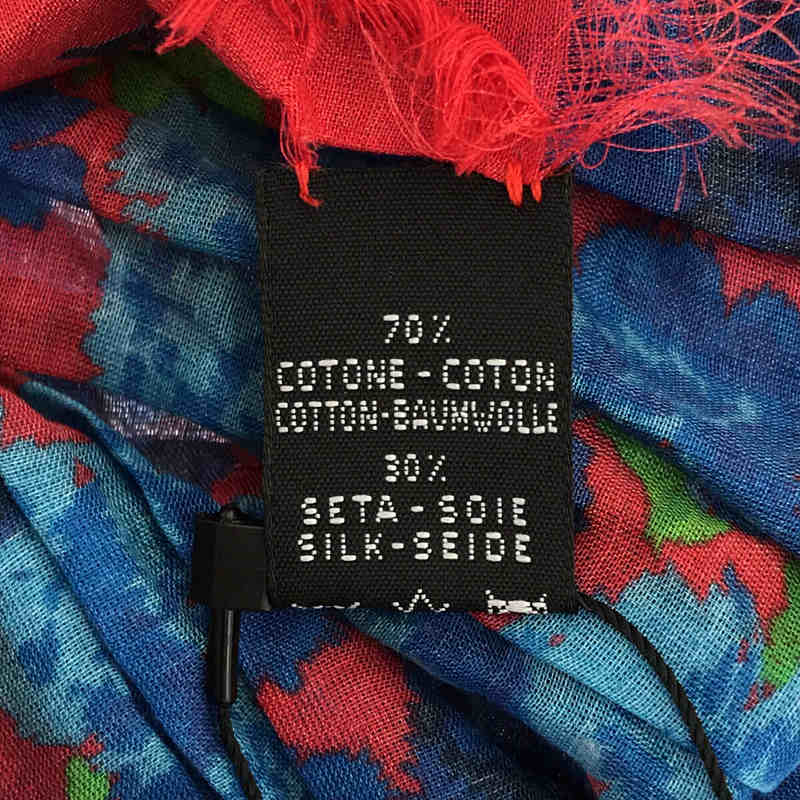 70%
COTONE - COTON
COTTON-BAUMWOLLE
30%
SETA - SOIE
SILK-SEIDE